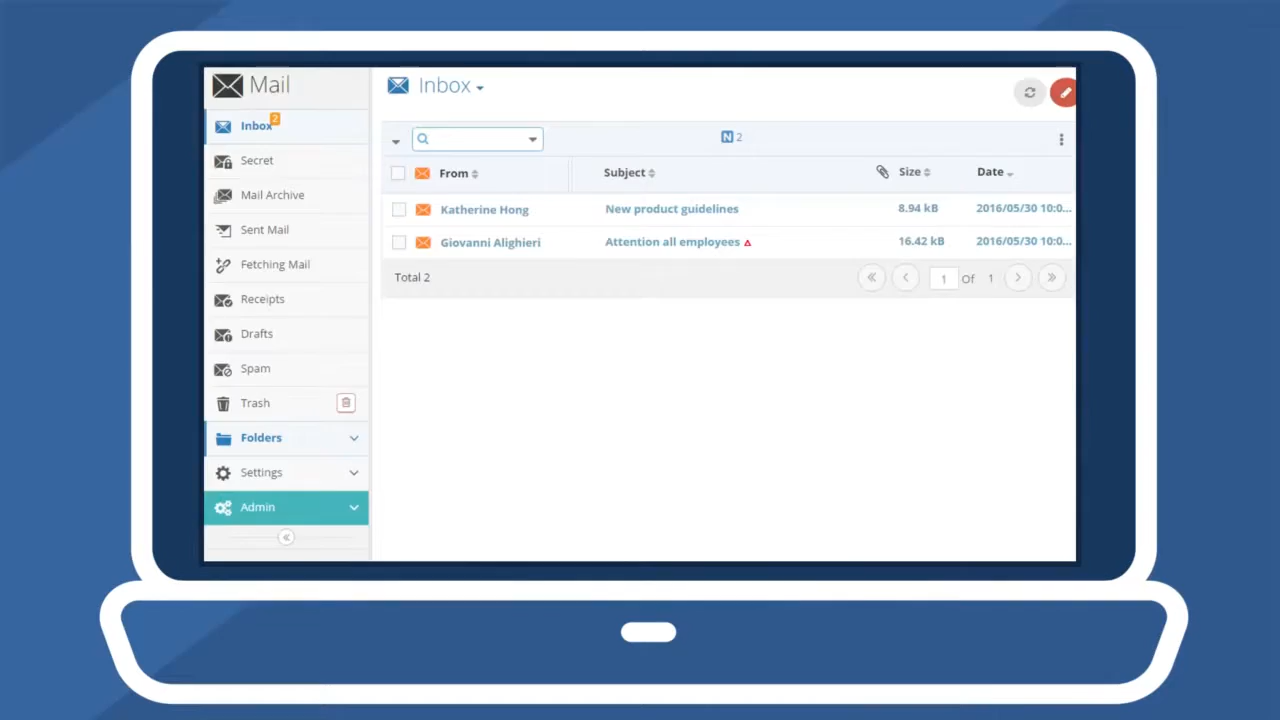 Mail
Inbox 2
Secret
Mail Archive
Sent Mail
Fetching Mail
Receipts
Drafts
Spam
Trash
Folders
Settings
Admin
Inbox
N 2
From Subject Size Date
Katherine Hong New product guidelines 8.94 kB 2016/05/30 10:0...
Giovanni Alighieri Attention all employees 16.42 kB 2016/05/30 10:0...
Total 2
1 Of 1